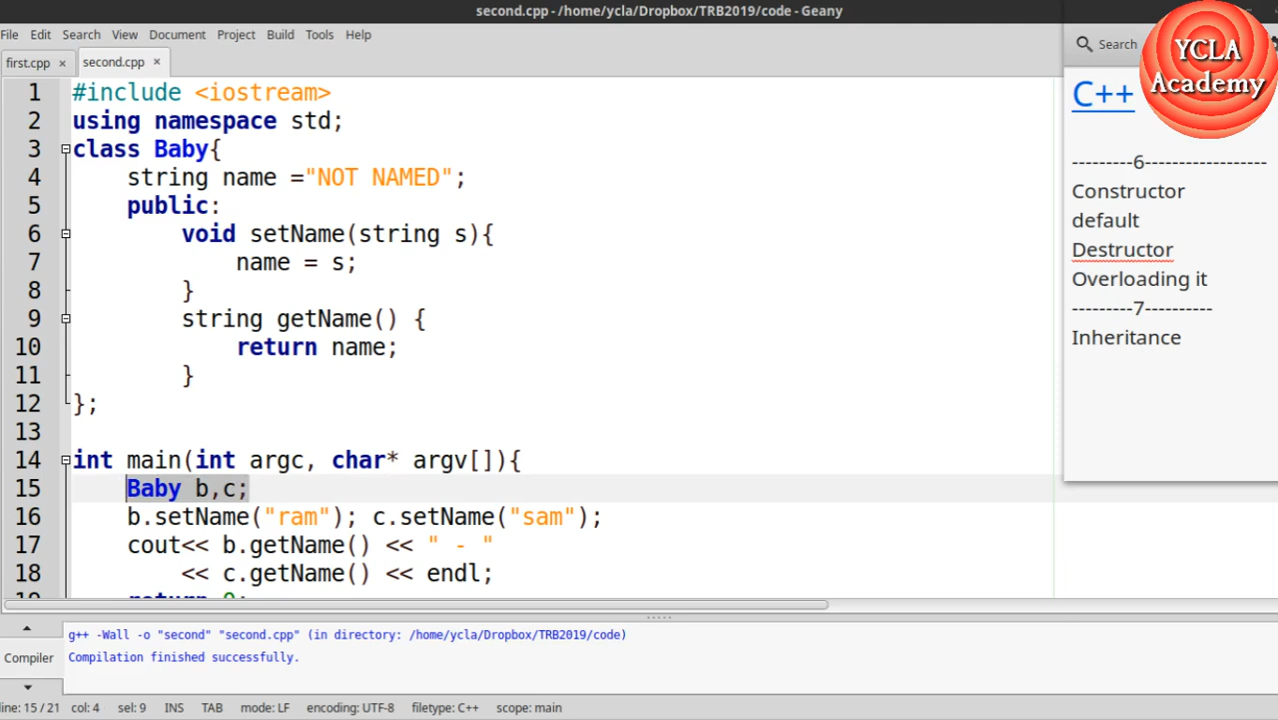 second.cpp - /home/ycla/Dropbox/TRB2019/code - Geany
File Edit Search View Document Project Build Tools Help
first.cpp × second.cpp ×
1 #include <iostream>
2 using namespace std;
3 class Baby{
4 string name ="NOT NAMED";
5 public:
6 void setName(string s){
7 name = s;
8 }
9 string getName() {
10 return name;
11 }
12 };
13
14 int main(int argc, char* argv[]){
15 Baby b,c;
16 b.setName("ram"); c.setName("sam");
17 cout<< b.getName() << " - "
18 << c.getName() << endl;
19 return 0;
Compiler
g++ -Wall -o "second" "second.cpp" (in directory: /home/ycla/Dropbox/TRB2019/code)
Compilation finished successfully.
line: 15 / 21 col: 4 sel: 9 INS TAB mode: LF encoding: UTF-8 filetype: C++ scope: main
Search
YCLA
Academy
C++
---------6-----------------
Constructor
default
Destructor
Overloading it
---------7----------
Inheritance